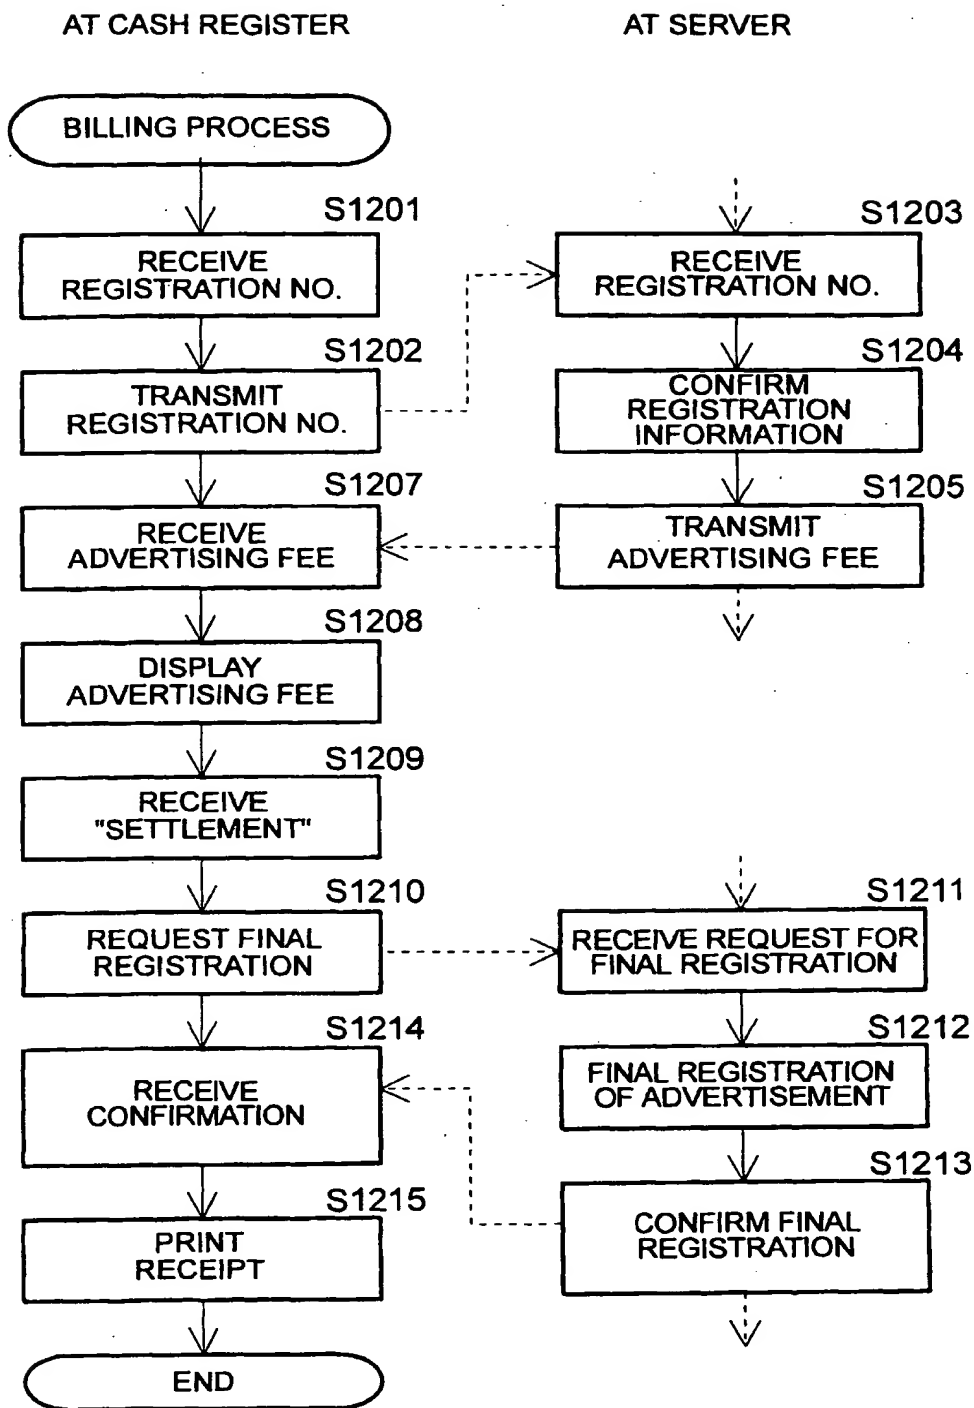 AT CASH REGISTER
AT SERVER
BILLING PROCESS
S1201
RECEIVE
REGISTRATION NO.
S1203
RECEIVE
REGISTRATION NO.
S1202
TRANSMIT
REGISTRATION NO.
S1204
CONFIRM
REGISTRATION
INFORMATION
S1207
RECEIVE
ADVERTISING FEE
S1205
TRANSMIT
ADVERTISING FEE
S1208
DISPLAY
ADVERTISING FEE
S1209
RECEIVE
"SETTLEMENT"
S1210
REQUEST FINAL
REGISTRATION
S1211
RECEIVE REQUEST FOR
FINAL REGISTRATION
S1214
RECEIVE
CONFIRMATION
S1212
FINAL REGISTRATION
OF ADVERTISEMENT
S1213
CONFIRM FINAL
REGISTRATION
S1215
PRINT
RECEIPT
END